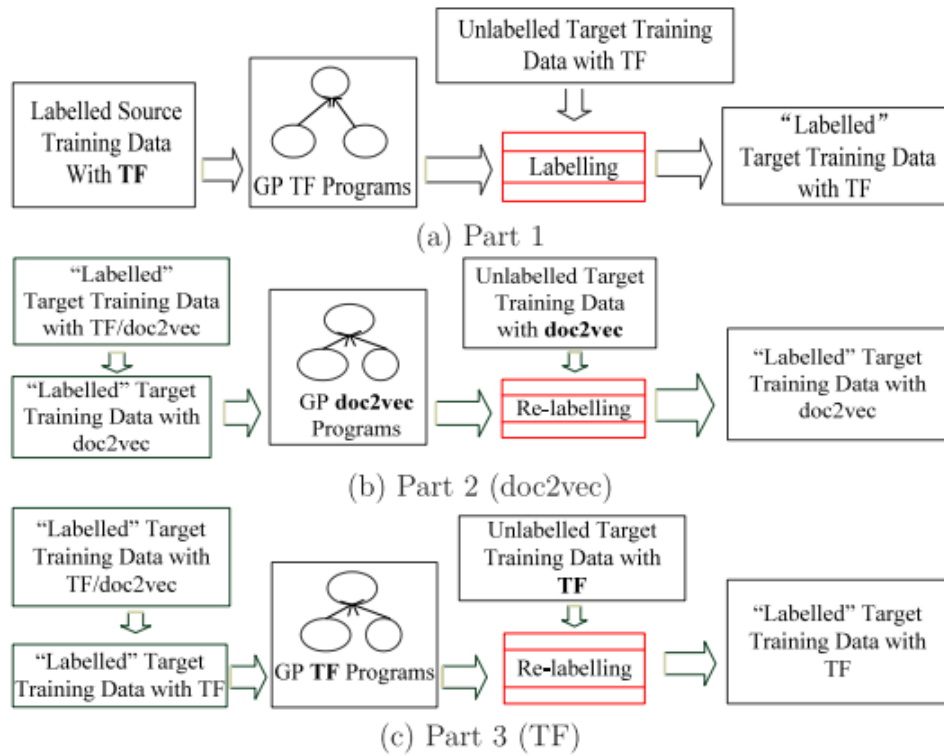 Labelled Source
Training Data
With TF
GP TF Programs
Unlabelled Target Training
Data with TF
Labelling
“Labelled”
Target Training Data
with TF
(a) Part 1
“Labelled”
Target Training Data
with TF/doc2vec
“Labelled” Target
Training Data with
doc2vec
GP doc2vec
Programs
Unlabelled Target
Training Data
with doc2vec
Re-labelling
“Labelled” Target
Training Data with
doc2vec
(b) Part 2 (doc2vec)
“Labelled” Target
Training Data with
TF/doc2vec
“Labelled” Target
Training Data with TF
GP TF Programs
Unlabelled Target
Training Data with
TF
Re-labelling
“Labelled” Target
Training Data with
TF
(c) Part 3 (TF)